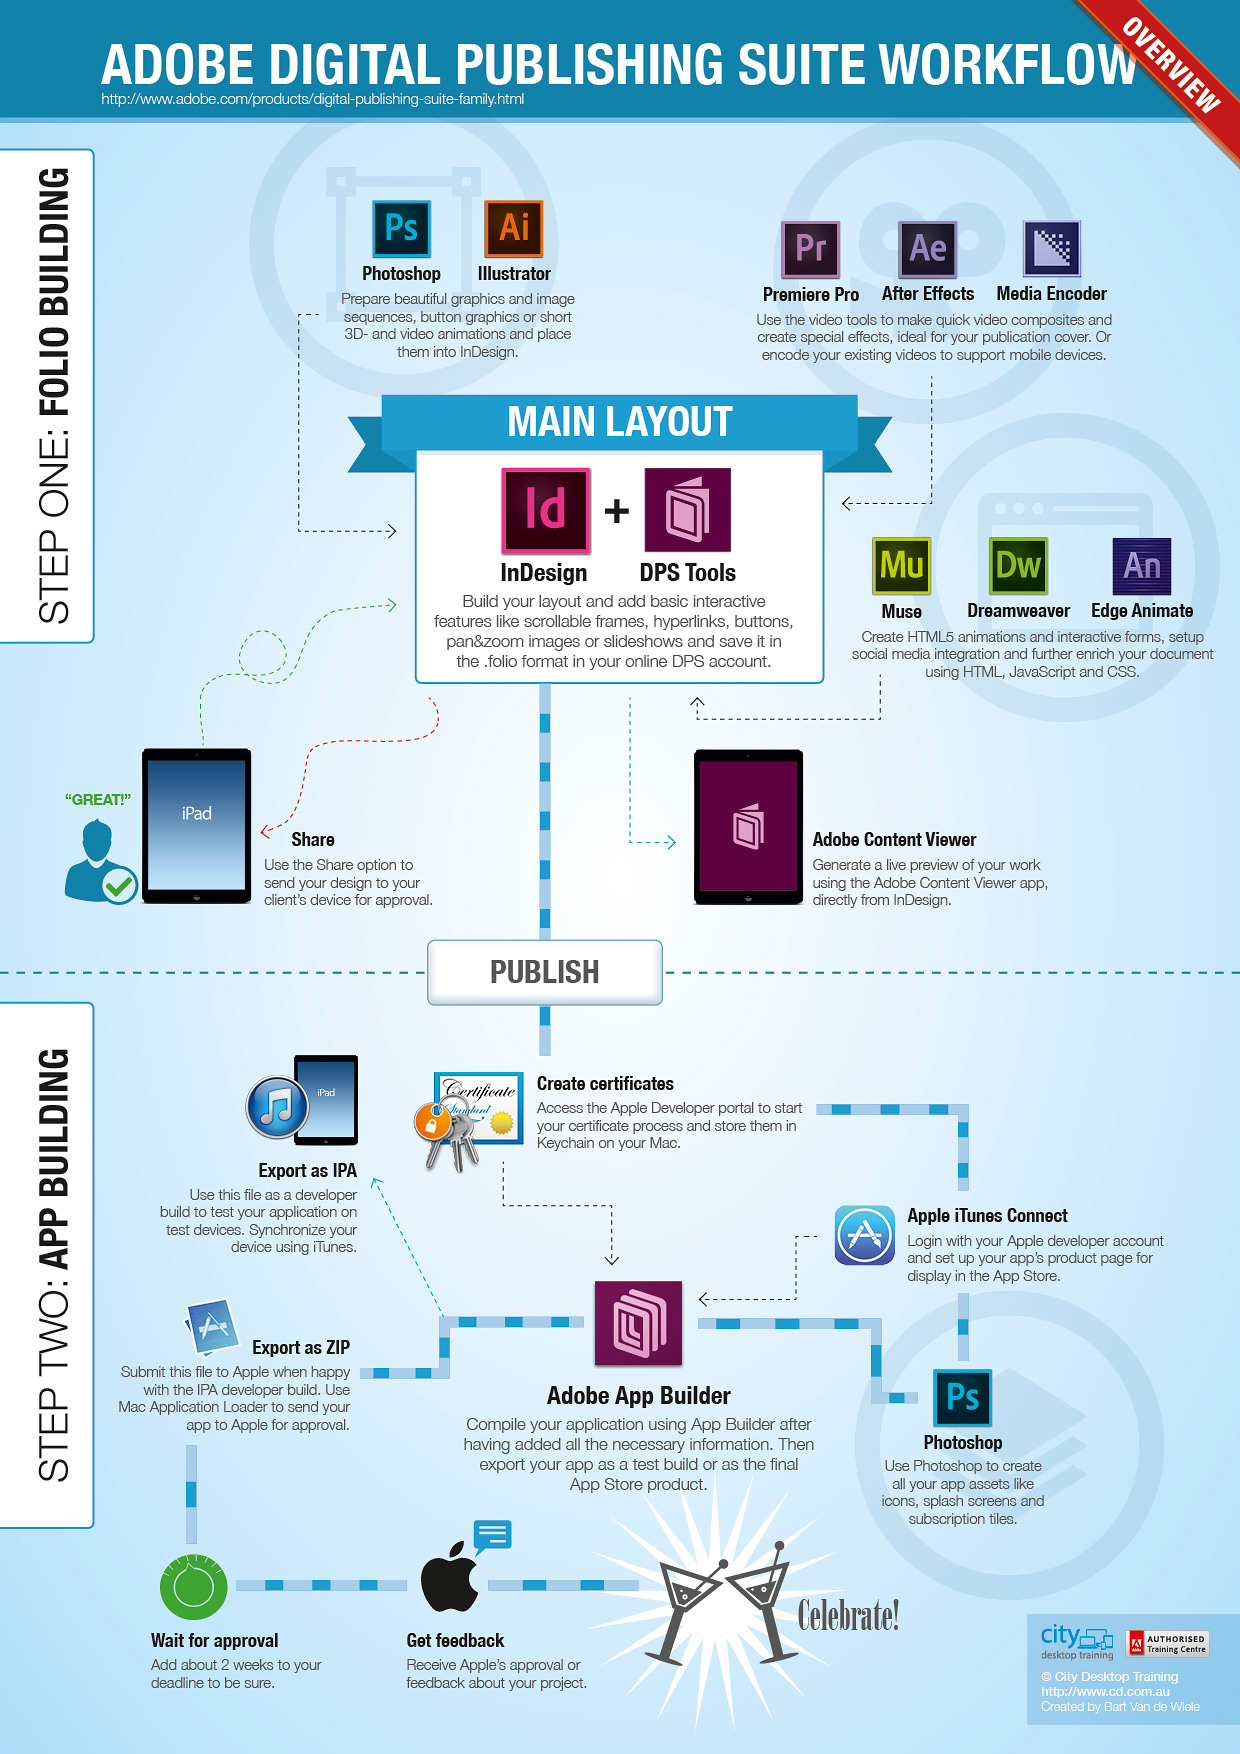 ADOBE DIGITAL PUBLISHING SUITE WORKFLOW
http://www.adobe.com/products/digital-publishing-suite-family.html
OVERVIEW
STEP ONE: FOLIO BUILDING
Ps
Photoshop
Ai
Illustrator
Prepare beautiful graphics and image
sequences, button graphics or short
3D- and video animations and place
them into InDesign.
Pr
Premiere Pro
Ae
After Effects
Media Encoder
Use the video tools to make quick video composites and
create special effects, ideal for your publication cover. Or
encode your existing videos to support mobile devices.
MAIN LAYOUT
Id
+
InDesign
DPS Tools
Build your layout and add basic interactive
features like scrollable frames, hyperlinks, buttons,
pan&zoom images or slideshows and save it in
the .folio format in your online DPS account.
Mu
Muse
Dw
Dreamweaver
An
Edge Animate
Create HTML5 animations and interactive forms, setup
social media integration and further enrich your document
using HTML, JavaScript and CSS.
"GREAT!"
iPad
Share
Use the Share option to
send your design to your
client's device for approval.
Adobe Content Viewer
Generate a live preview of your work
using the Adobe Content Viewer app,
directly from InDesign.
PUBLISH
STEP TWO: APP BUILDING
iPad
Export as IPA
Use this file as a developer
build to test your application on
test devices. Synchronize your
device using iTunes.
Certificate
Standard
Create certificates
Access the Apple Developer portal to start
your certificate process and store them in
Keychain on your Mac.
Apple iTunes Connect
Login with your Apple developer account
and set up your app's product page for
display in the App Store.
Export as ZIP
Submit this file to Apple when happy
with the IPA developer build. Use
Mac Application Loader to send your
app to Apple for approval.
Adobe App Builder
Compile your application using App Builder after
having added all the necessary information. Then
export your app as a test build or as the final
App Store product.
Ps
Photoshop
Use Photoshop to create
all your app assets like
icons, splash screens and
subscription tiles.
Wait for approval
Add about 2 weeks to your
deadline to be sure.
Get feedback
Receive Apple's approval or
feedback about your project.
Celebrate!
city
desktop training
Adobe
AUTHORISED
Training Centre
© City Desktop Training
http://www.cd.com.au
Created by Bart Van de Wiele